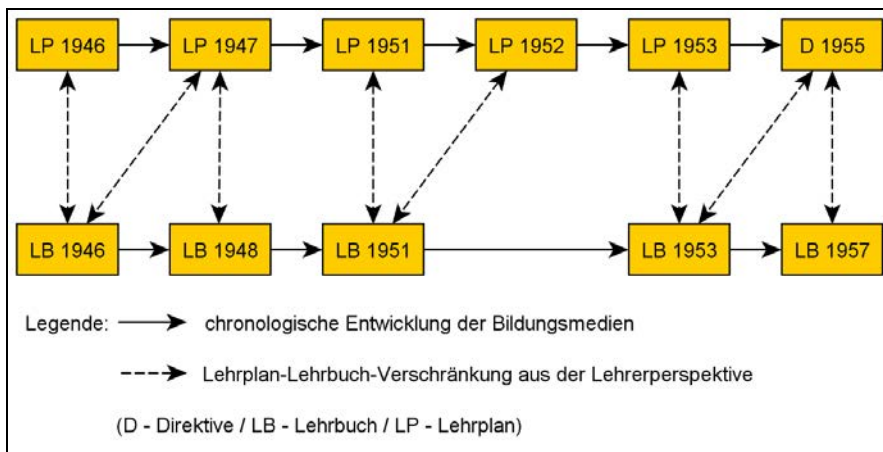 LP 1946 LP 1947 LP 1951 LP 1952 LP 1953 D 1955
LB 1946 LB 1948 LB 1951 LB 1953 LB 1957
Legende: chronologische Entwicklung der Bildungsmedien
Lehrplan-Lehrbuch-Verschränkung aus der Lehrerperspektive
(D - Direktive / LB - Lehrbuch / LP - Lehrplan)